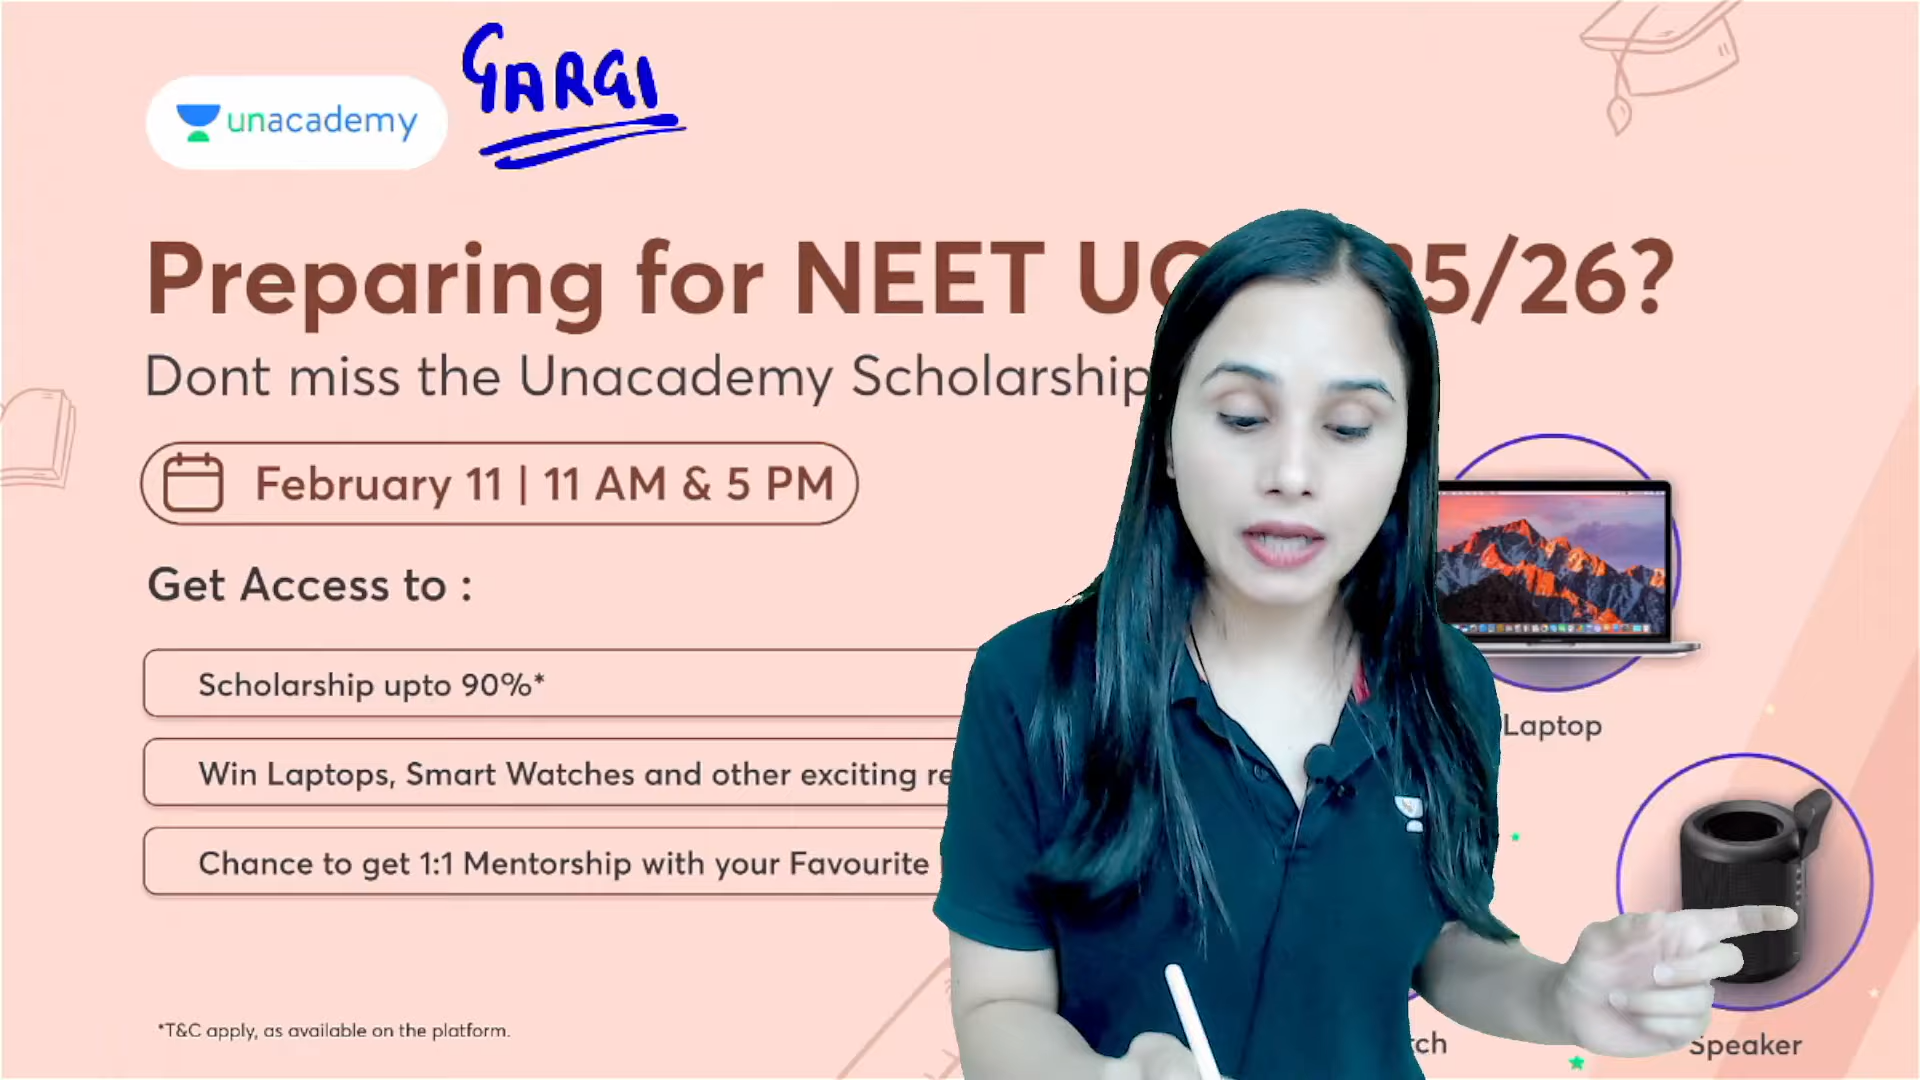 GARGI
unacademy
Preparing for NEET 25/26?
Dont miss the Unacademy Scholarship
February 11 | 11 AM & 5 PM
Get Access to :
Scholarship upto 90%*
Win Laptops, Smart Watches and other exciting
Chance to get 1:1 Mentorship with your Favourite
Laptop
Speaker
*T&C apply, as available on the platform.